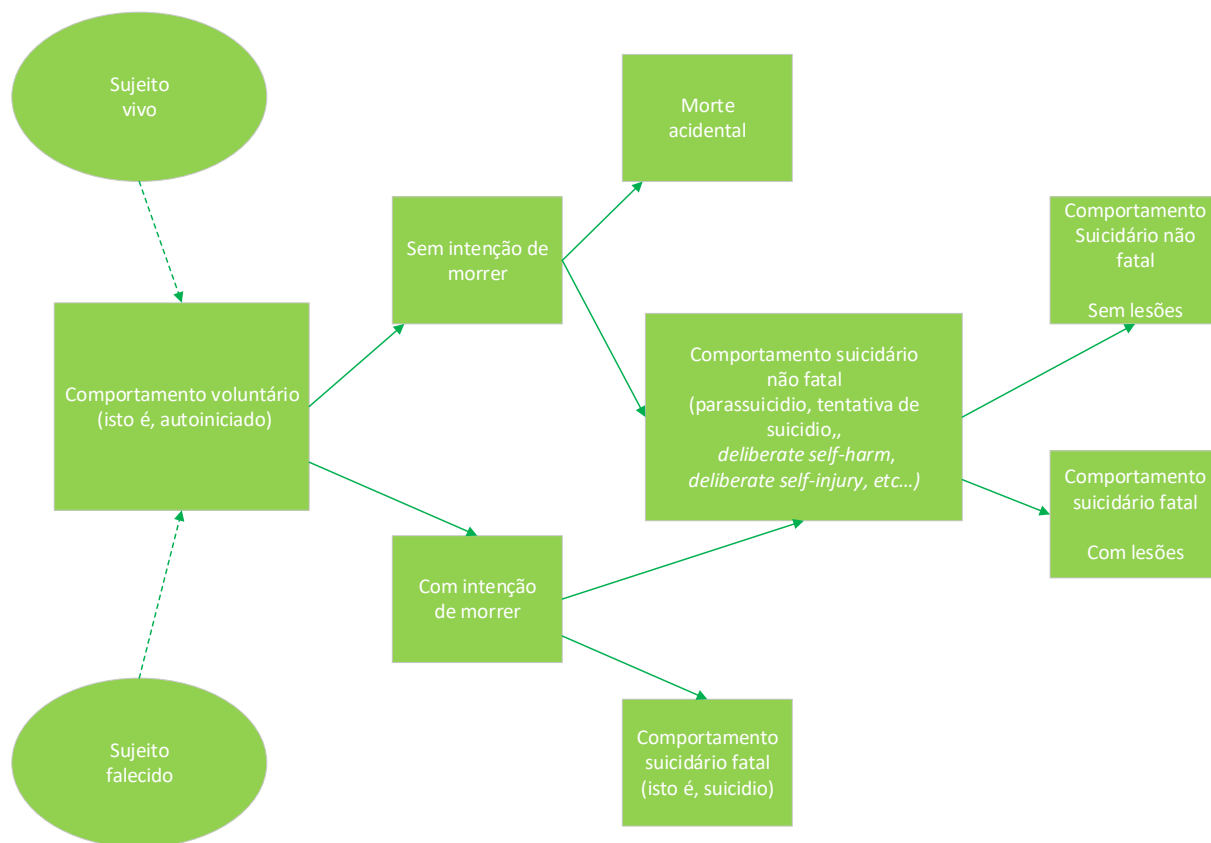 Sujeito
vivo
Morte
acidental
Sem intenção de
morrer
Comportamento
Suicidário não
fatal
Sem lesões
Comportamento voluntário
(isto é, autoiniciado)
Comportamento suicidário
não fatal
(parassuicidio, tentativa de
suicidio,,
deliberate self-harm,
deliberate self-injury, etc...)
Comportamento
suicidário fatal
Com lesões
Com intenção
de morrer
Sujeito
falecido
Comportamento
suicidário fatal
(isto é, suicidio)